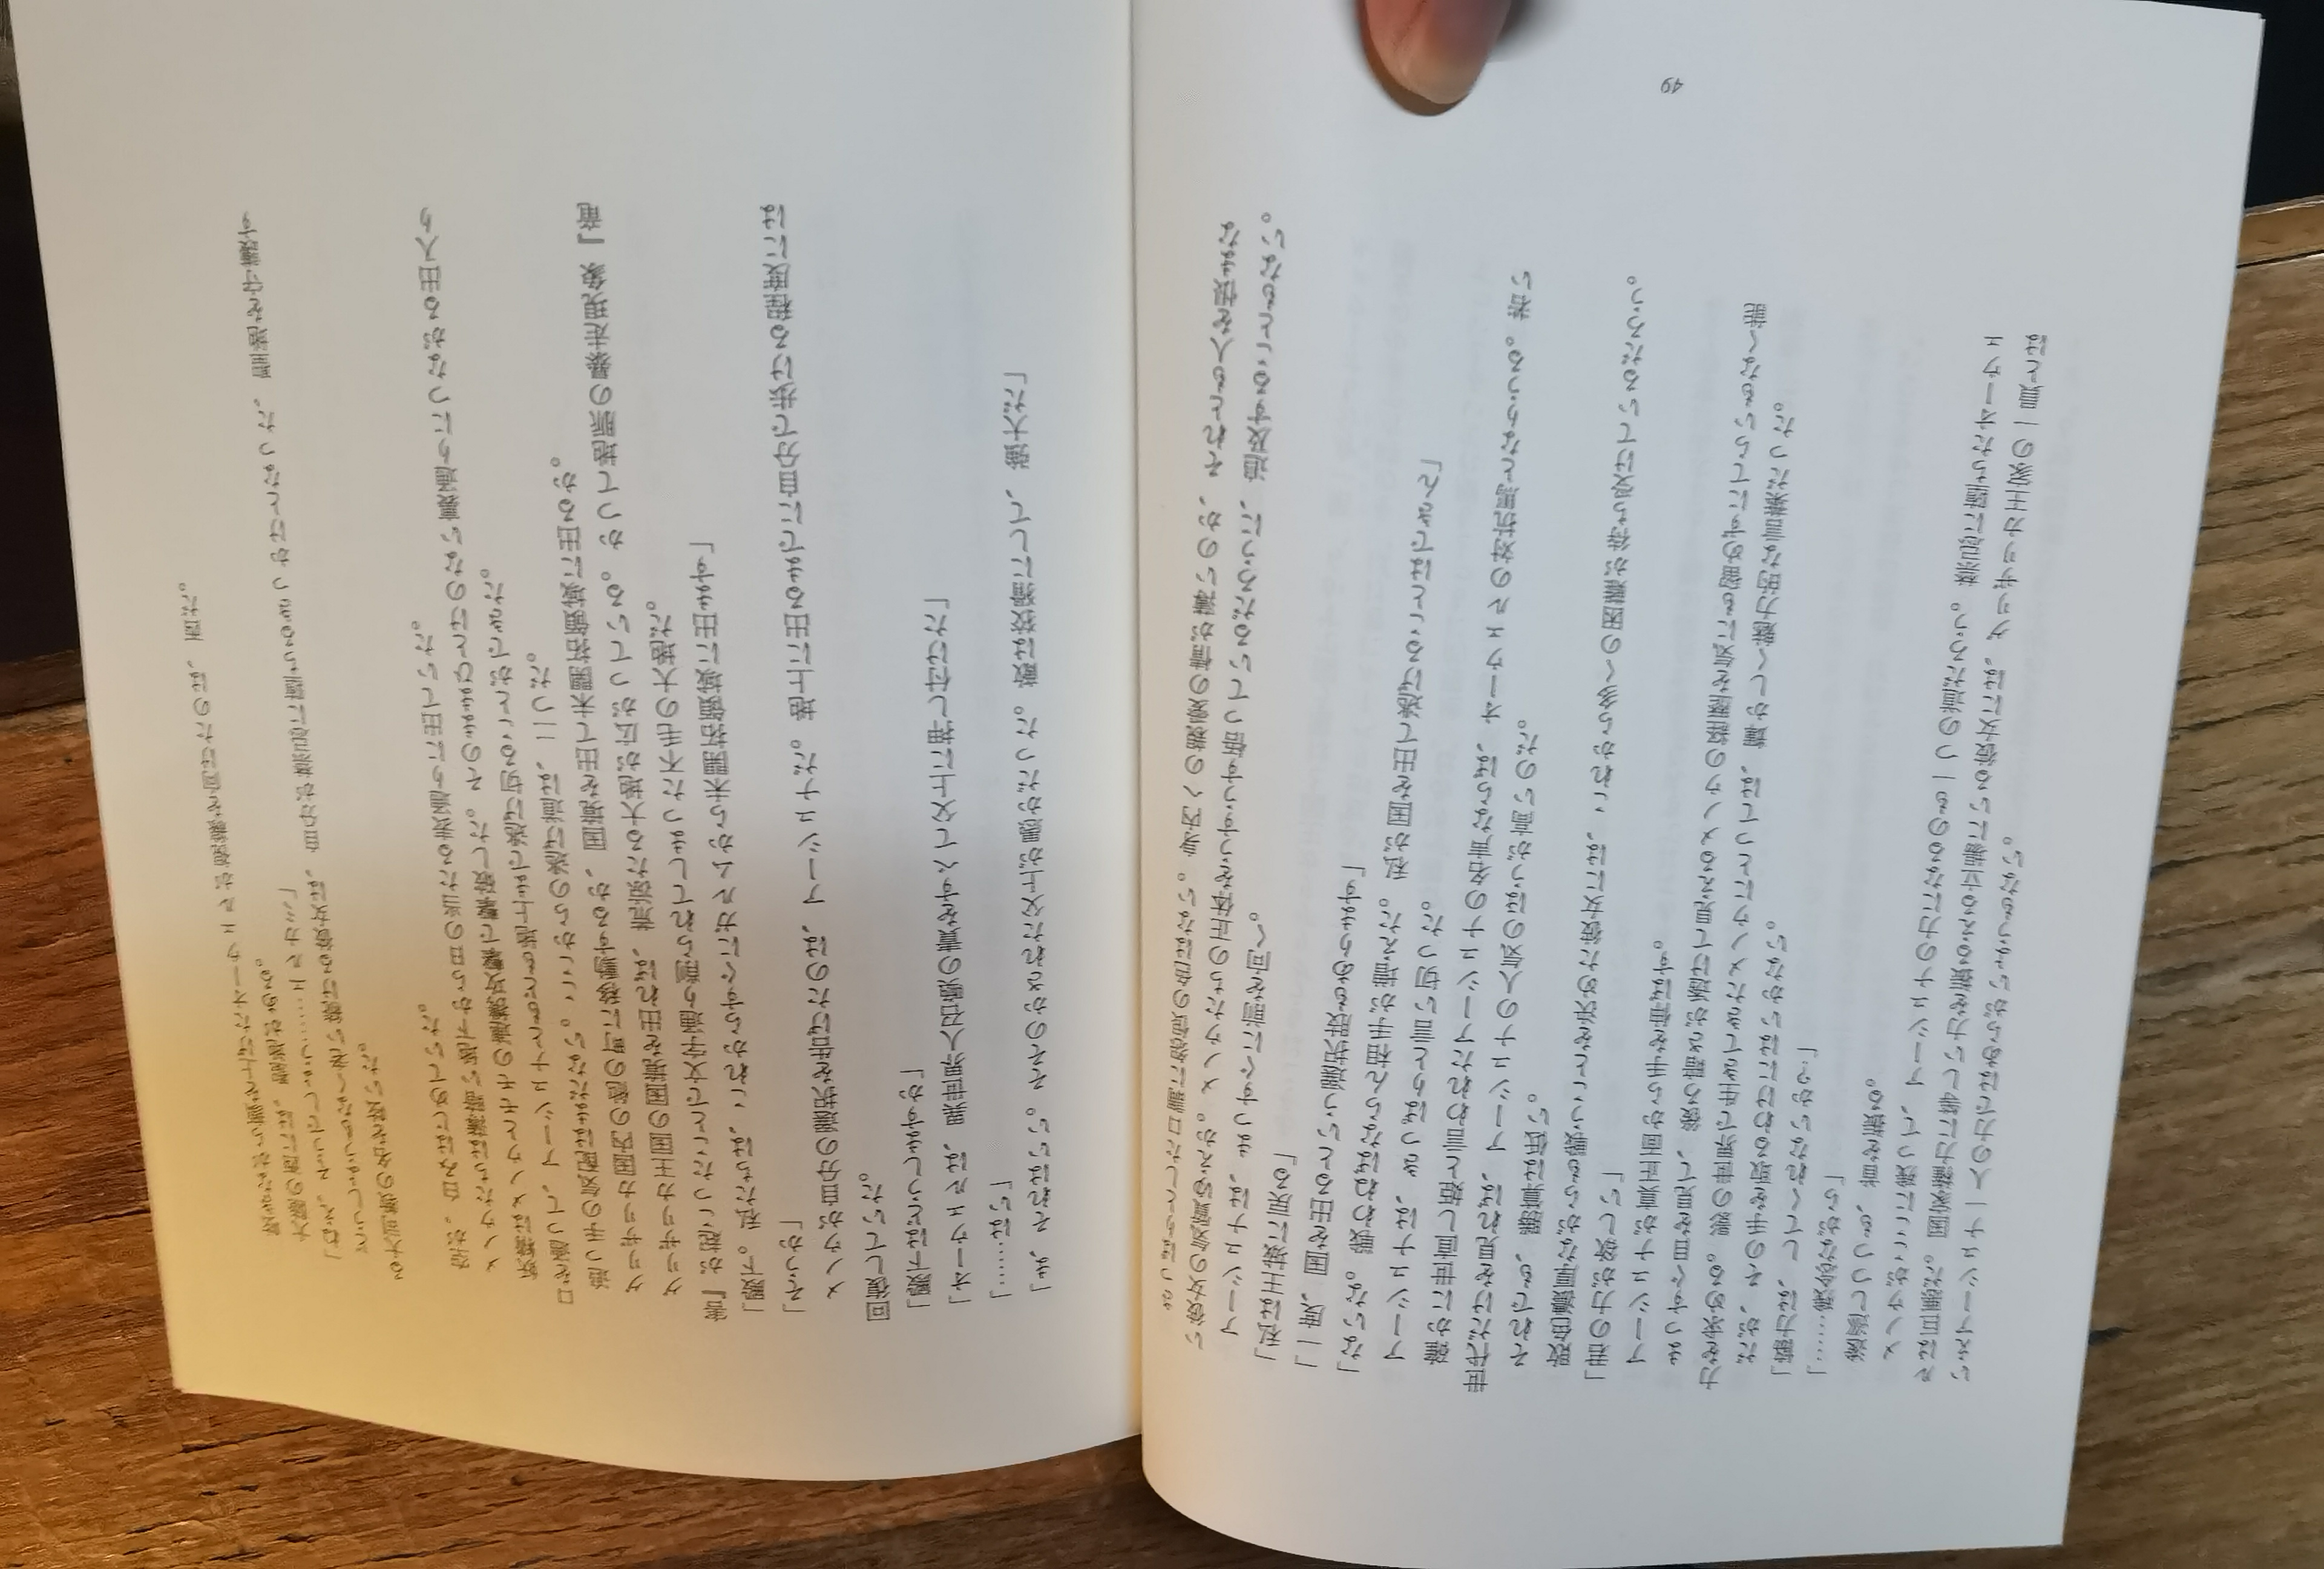 呟きながら顔を上げたオーウェルが視線を向けたのは、西だ。
大陸の西には、聖地がある。
「ねえ。そうでしょう……エルカミ」
どうしようもなく老い続ける彼女は、自分が禁忌に堕ちるきっかけとなった、聖地を守護す
る大司教の名を呟いた。
空が、白みはじめていた。
メノウたちは薄暗い地下から日の当たる表通りに出ていた。
妖精はメノウとモモの連携攻撃で撃破した。そのままひとけのない裏通りにつながる出入り
口を通って、アーシュナともども地上まで逃げ切ることができた。
追っ手の気配はまだない。ここからの逃げ道は、二つだ。
グリザリカ国内の他の町に移動するか、国境を出て未開拓領域に出るか。
グリザリカ王国の国境を出れば、荒涼たる大地が広がっている。かつて地脈の暴走現象『竜
害』が起こったことで文字通り削られてしまった不毛の大地だ。
「殿下。私たちは、これからすぐにガルムから未開拓領域に出ます」
「そうか」
メノウが自分の選択を告げたのは、アーシュナだ。地上に出るまでに自分で歩ける程度には
回復していた。
「殿下はどうしますか」
「オーウェルは、異世界人召喚の責をすべて父上に押し付けた」
「……はい」
「ま、それはいい。そそのかされた父上が愚かだった。敵は狡猾にして、強大だ」
さっぱりとした口調に怨恨の色はない。身内への親愛の情が薄いのか、それとも人を恨まな
い彼女の気質ゆえか。メノウたちの正体をうすうす悟っているだろうに、追及することもない。
アーシュナは、まっすぐに前を向く。
「私は王城に戻る」
「一度、国を出るという選択肢もあります」
「ないな。戦わねばならん相手が増えた。私が国を出て逃げることはできん」
アーシュナは、きっぱりと言い切った。
確かに世直し姫と言われたアーシュナの名声ならば、オーウェルの対抗馬となりうる。若い
世代だけを見れば、アーシュナの人気のほうが高いのだ。
それでも、勝算は低い。
敗色濃厚ながらも戦うことを決めた彼女には、これから多くの困難が待ち受けているだろう。
「君の力が欲しい」
アーシュナが真正面から手を伸ばす。
まっすぐ目を見て、後ろ暗さが透けて見えるメノウの経歴を気にも留めずにてらいもなく能
力を求める。影の世界で生きてきたメノウにとっては、輝かしく魅力的な言葉だった。
だが、その手を取るわけにはいかない。
「協力は、してくれないか？」
「……残念ながら」
逡巡しつつも、首を振る。
メノウがここに残って、アーシュナの力になるのも一つの道だろう。禁忌に堕ちたオーウェ
ルは巨悪だ。国家権力に等しい力を振るえる立場にいる彼女には、グリザリカ王家の一員とは
いえアーシュナ一人の力ではあらがいようもない。
49